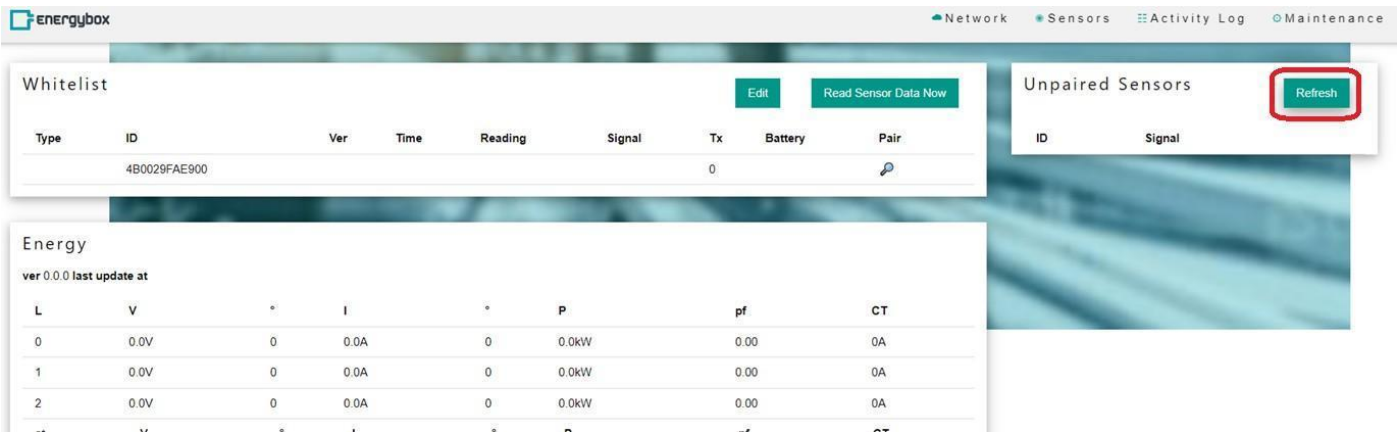 energybox
Network Sensors Activity Log Maintenance
Whitelist
Edit Read Sensor Data Now
Type ID Ver Time Reading Signal Tx Battery Pair
4B0029FAE900 0
Unpaired Sensors
Refresh
ID Signal
Energy
ver 0.0.0 last update at
L V ° I ° P pf CT
0 0.0V 0 0.0A 0 0.0kW 0.00 0A
1 0.0V 0 0.0A 0 0.0kW 0.00 0A
2 0.0V 0 0.0A 0 0.0kW 0.00 0A